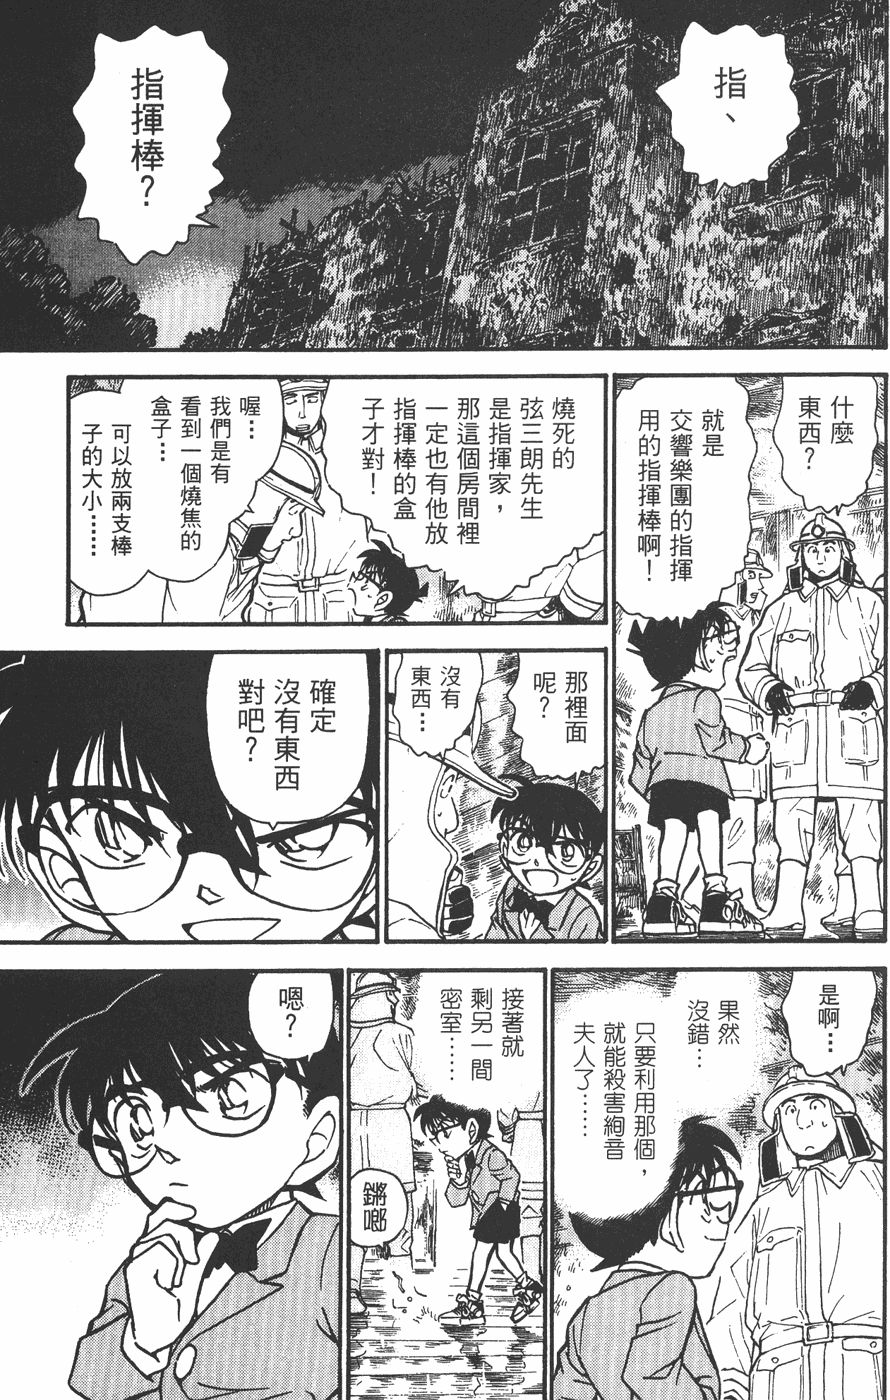 指、
指揮棒？
什麼
東西？
就是
交響樂團的指揮
用的指揮棒啊！
燒死的
弦三朗先生
是指揮家，
那這個房間裡
一定也有他放
指揮棒的盒
子才對！
喔…
我們是有
看到一個燒焦的
盒子…
可以放兩支棒
子的大小……
那裡面
呢？
沒有
東西…
確定
沒有東西
對吧？
是啊…
果然
沒錯…
只要利用那個，
就能殺害絢音
夫人了……
接著就
剩另一間
密室……
鏘
啷
嗯？